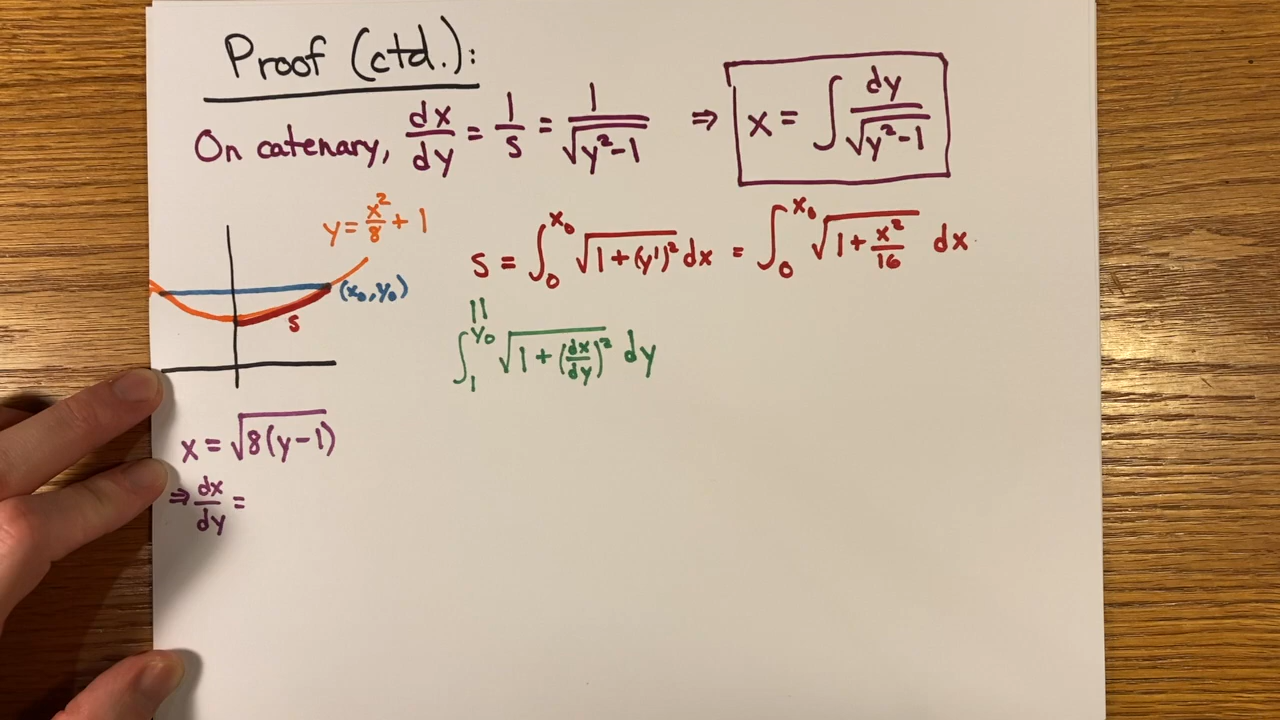 Proof (ctd.):
On catenary, dx/dy = 1/s = 1/√(y²-1) ⇒ x = ∫ dy/√(y²-1)
y = x²/8 + 1
(x₀, y₀)
s
s = ∫₀^x₀ √(1+(y')²) dx = ∫₀^x₀ √(1 + x²/16) dx
||
∫₁^y₀ √(1 + (dx/dy)²) dy
x = √(8(y-1))
⇒ dx/dy =